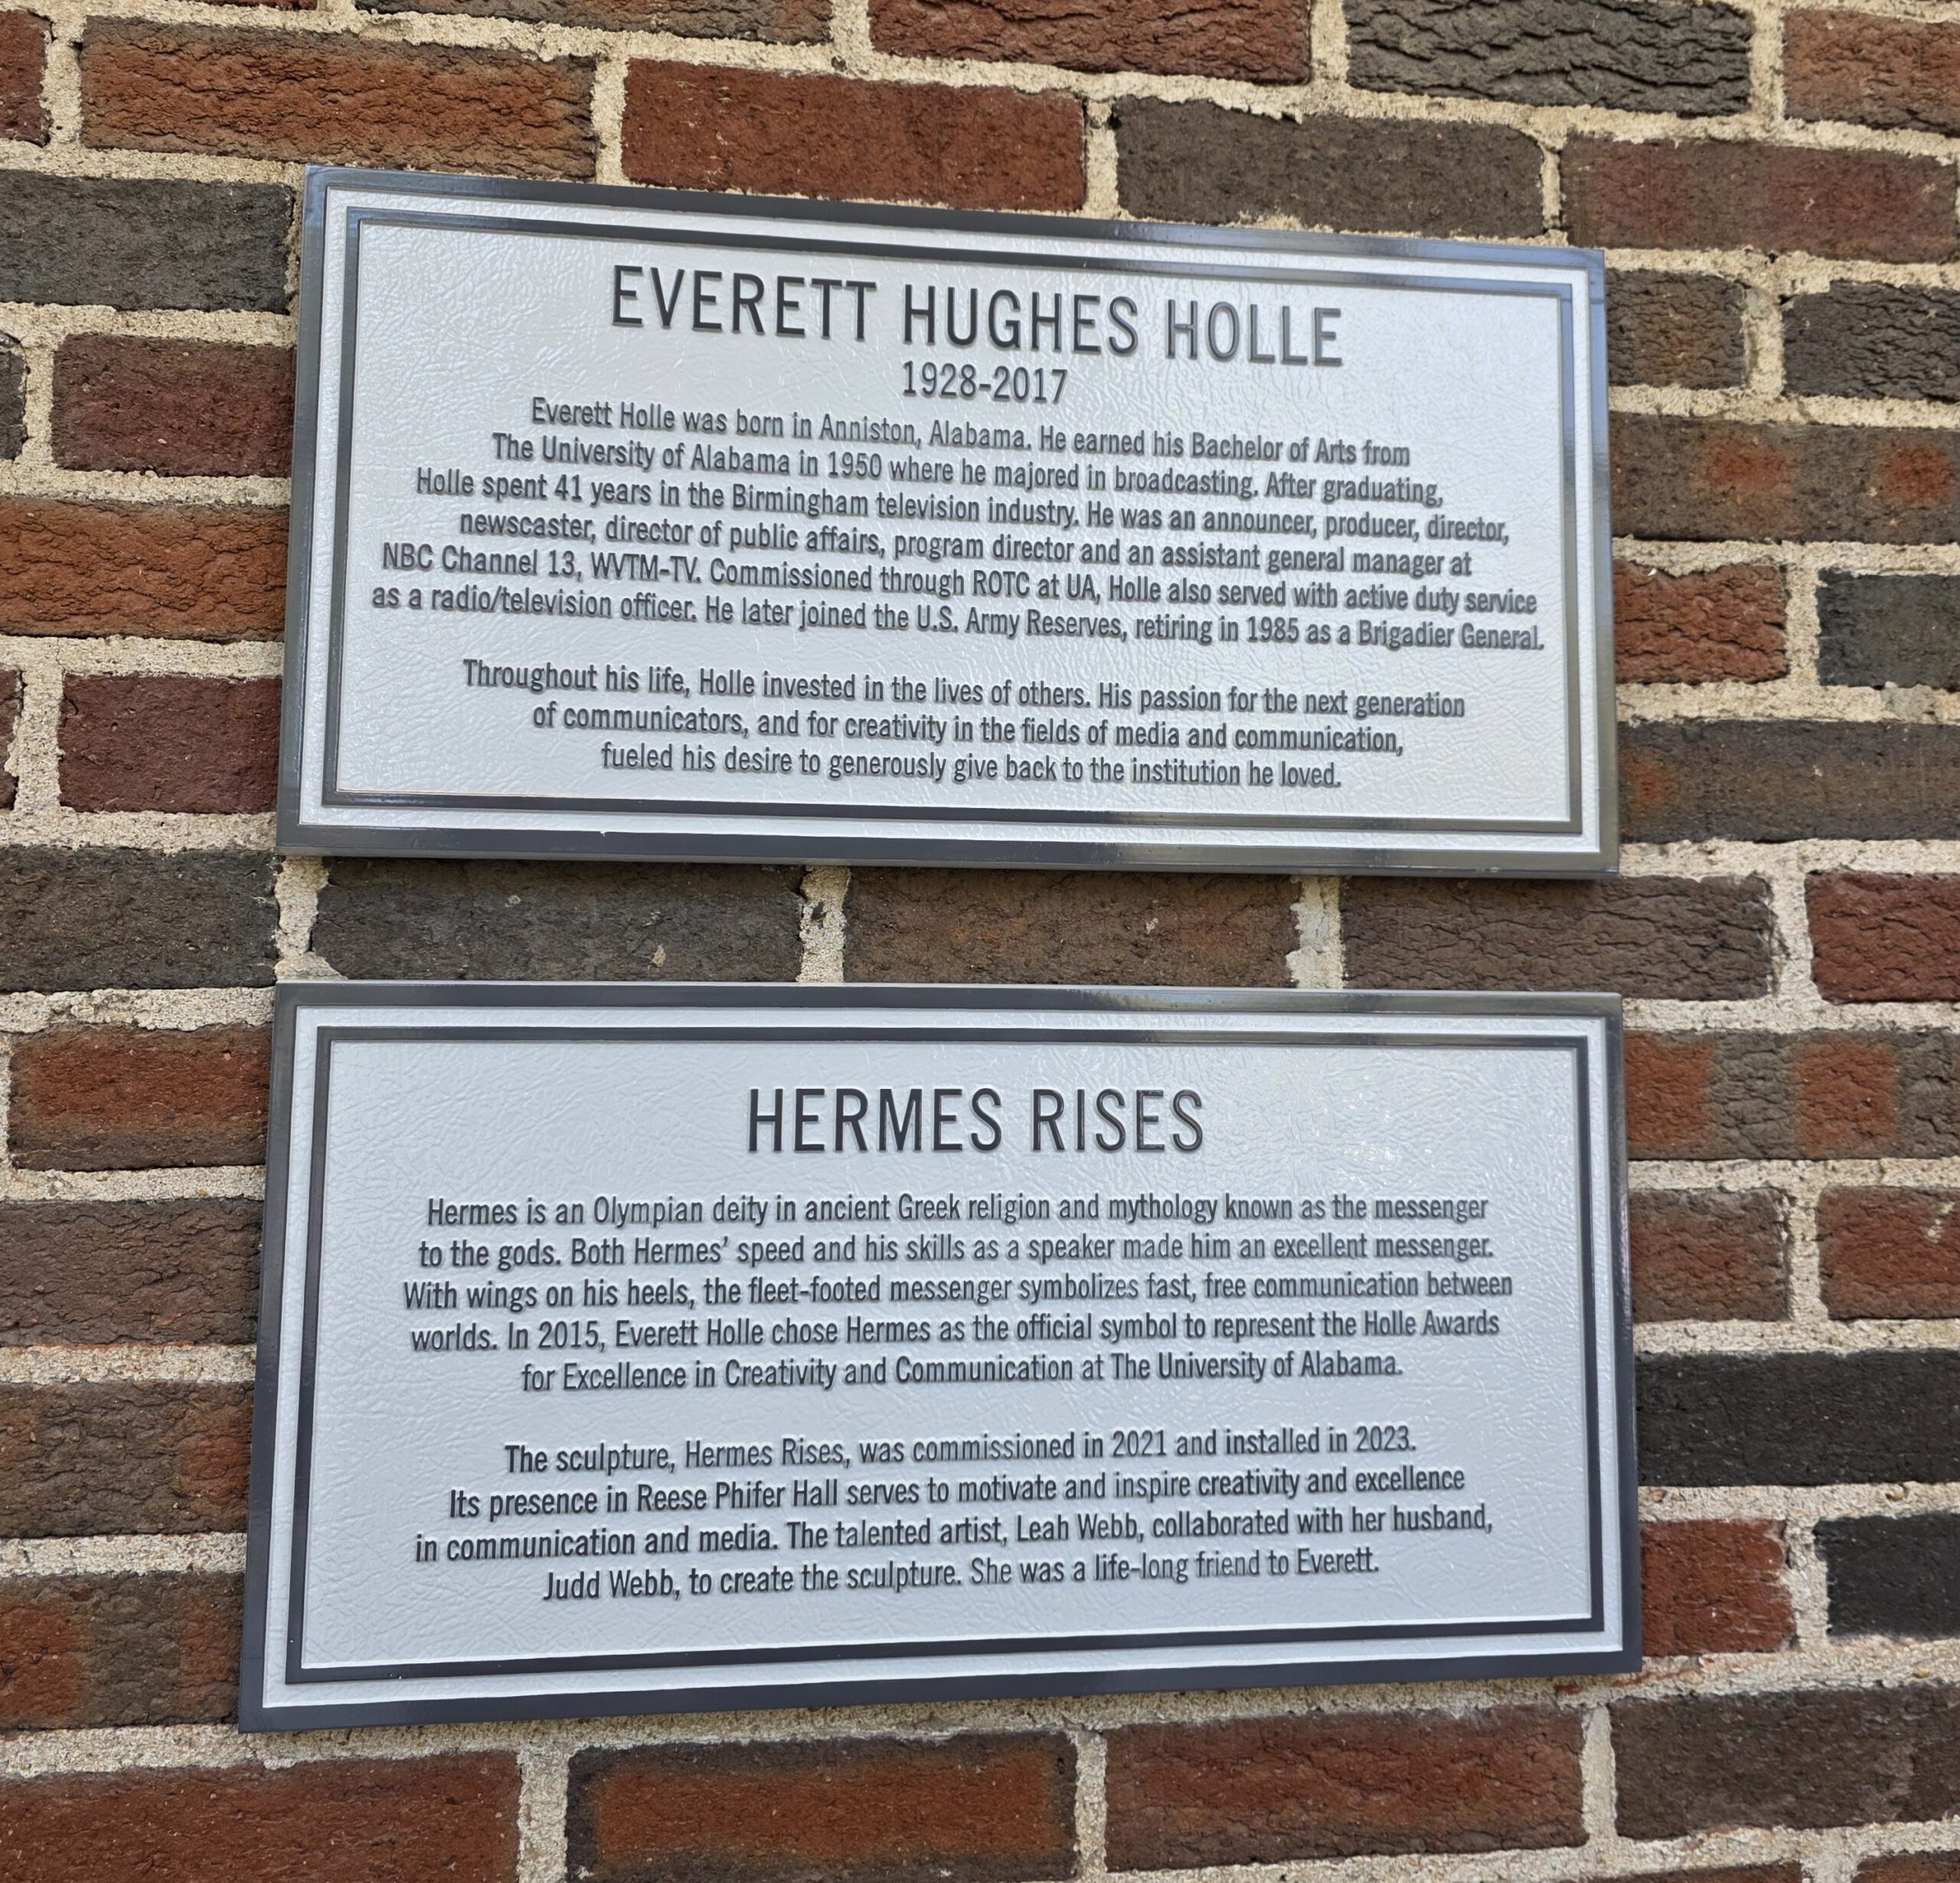 EVERETT HUGHES HOLLE
1928-2017
Everett Holle was born in Anniston, Alabama. He earned his Bachelor of Arts from
The University of Alabama in 1950 where he majored in broadcasting. After graduating,
Holle spent 41 years in the Birmingham television industry. He was an announcer, producer, director,
newscaster, director of public affairs, program director and an assistant general manager at
NBC Channel 13, WVTM-TV. Commissioned through ROTC at UA, Holle also served with active duty service
as a radio/television officer. He later joined the U.S. Army Reserves, retiring in 1985 as a Brigadier General.
Throughout his life, Holle invested in the lives of others. His passion for the next generation
of communicators, and for creativity in the fields of media and communication,
fueled his desire to generously give back to the institution he loved.
HERMES RISES
Hermes is an Olympian deity in ancient Greek religion and mythology known as the messenger
to the gods. Both Hermes’ speed and his skills as a speaker made him an excellent messenger.
With wings on his heels, the fleet-footed messenger symbolizes fast, free communication between
worlds. In 2015, Everett Holle chose Hermes as the official symbol to represent the Holle Awards
for Excellence in Creativity and Communication at The University of Alabama.
The sculpture, Hermes Rises, was commissioned in 2021 and installed in 2023.
Its presence in Reese Phifer Hall serves to motivate and inspire creativity and excellence
in communication and media. The talented artist, Leah Webb, collaborated with her husband,
Judd Webb, to create the sculpture. She was a life-long friend to Everett.